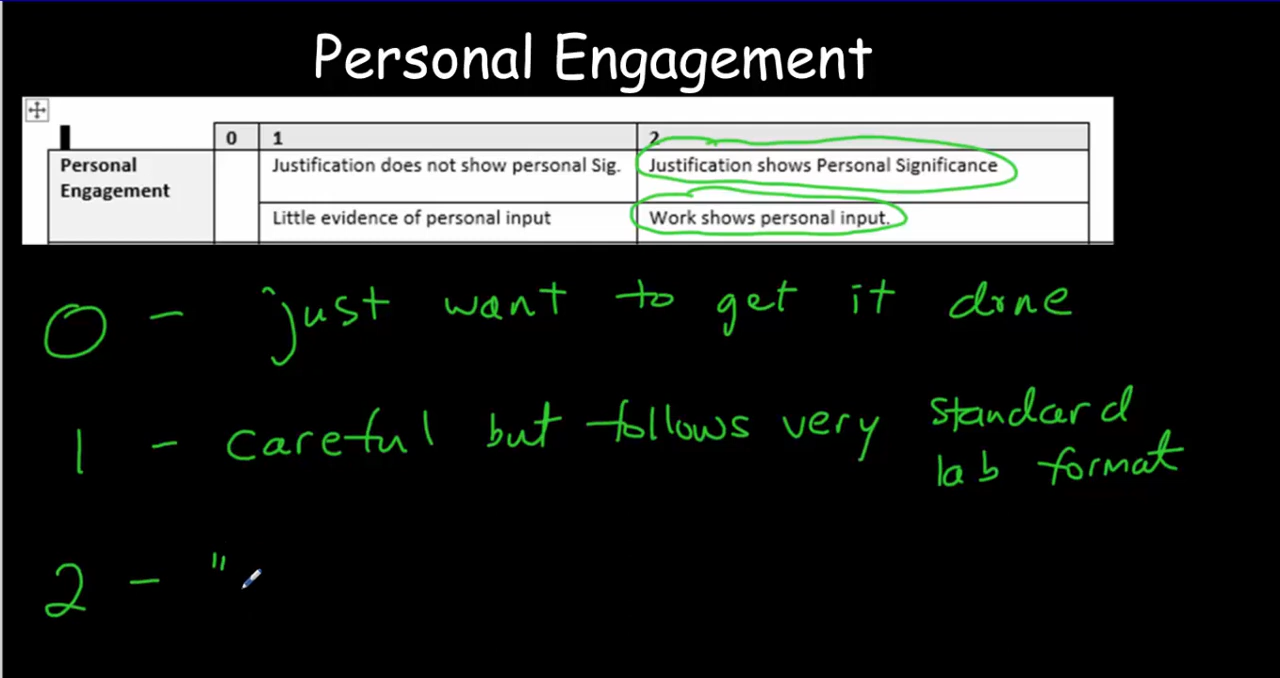 Personal Engagement
0 1 2
Personal Engagement Justification does not show personal Sig. Justification shows Personal Significance
Little evidence of personal input Work shows personal input.
0 - just want to get it done
1 - careful but follows very standard
lab format
2 - "